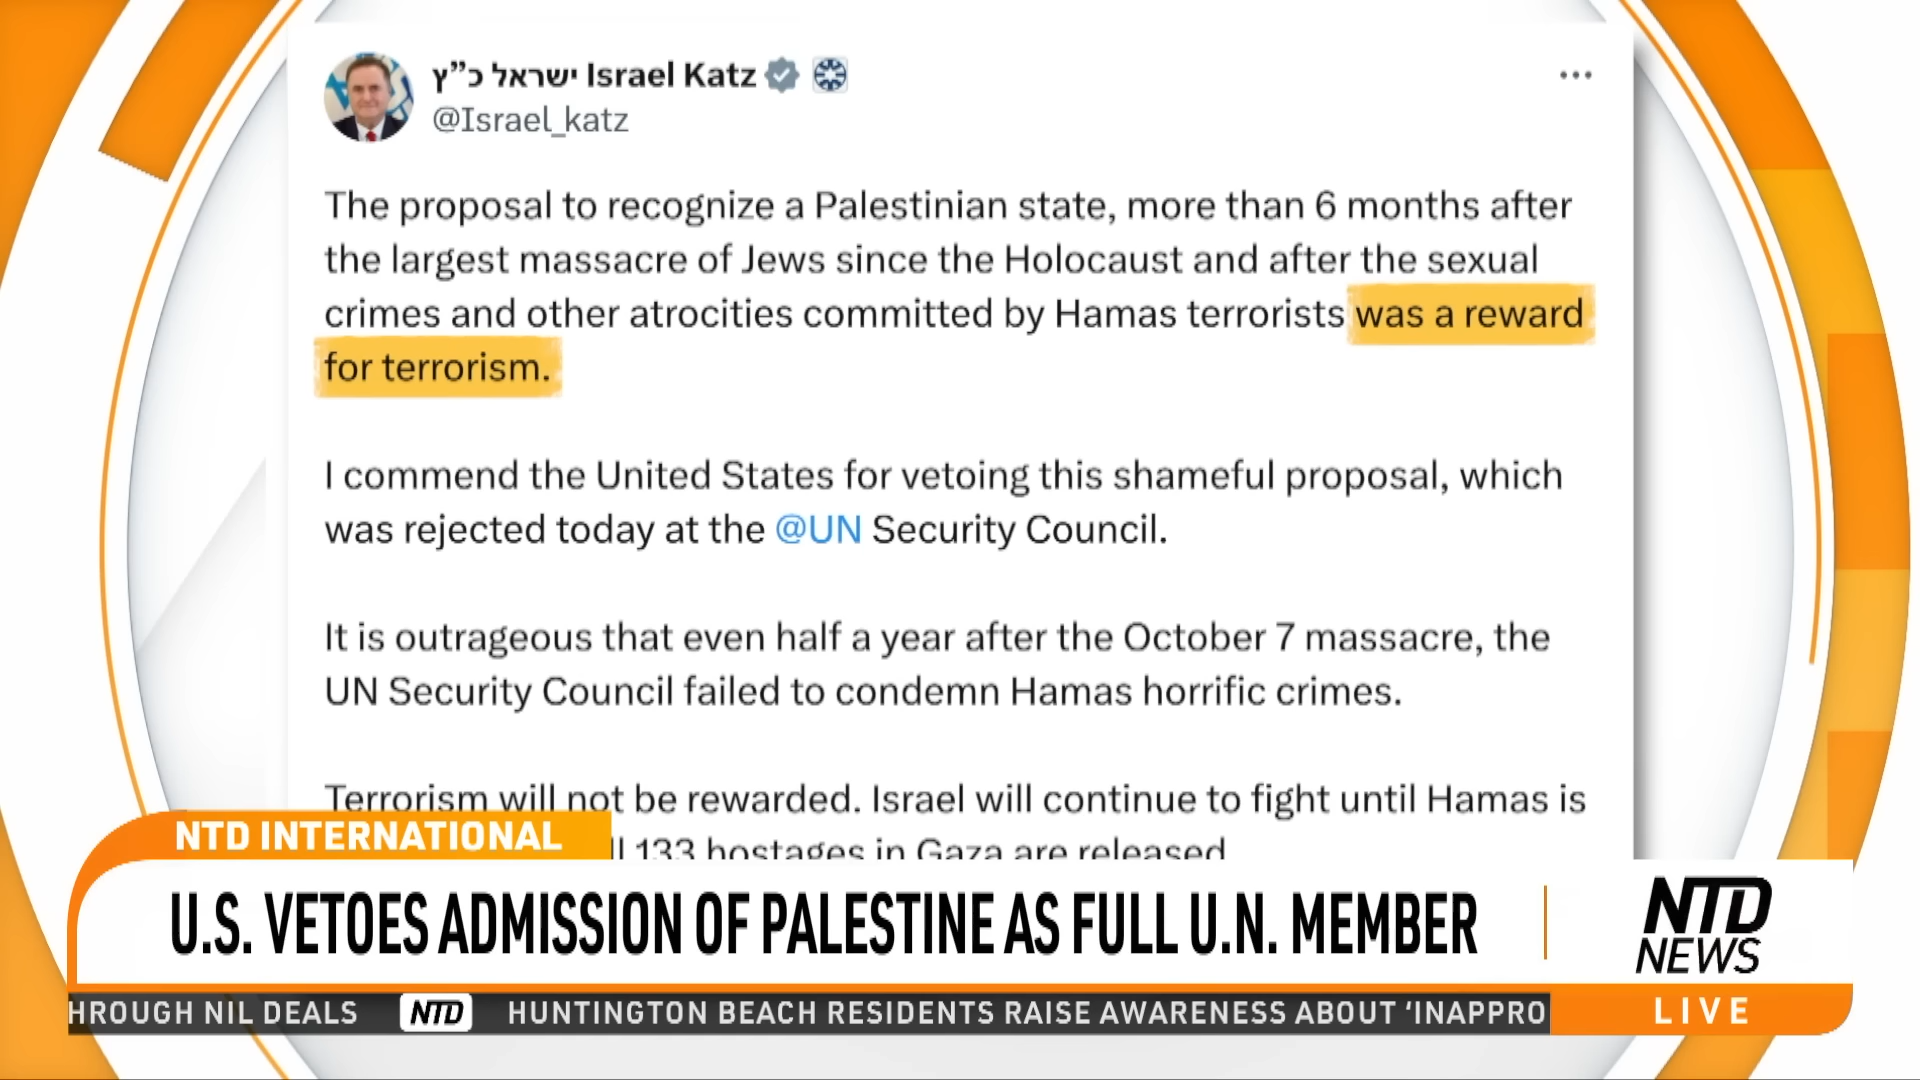 ישראל כ”ץ Israel Katz
@Israel_katz
The proposal to recognize a Palestinian state, more than 6 months after
the largest massacre of Jews since the Holocaust and after the sexual
crimes and other atrocities committed by Hamas terrorists was a reward
for terrorism.
I commend the United States for vetoing this shameful proposal, which
was rejected today at the @UN Security Council.
It is outrageous that even half a year after the October 7 massacre, the
UN Security Council failed to condemn Hamas horrific crimes.
Terrorism will not be rewarded. Israel will continue to fight until Hamas is
133 hostages in Gaza are released
NTD INTERNATIONAL
U.S. VETOES ADMISSION OF PALESTINE AS FULL U.N. MEMBER
NTD
NEWS
HROUGH NIL DEALS NTD HUNTINGTON BEACH RESIDENTS RAISE AWARENESS ABOUT ‘INAPPRO
LIVE